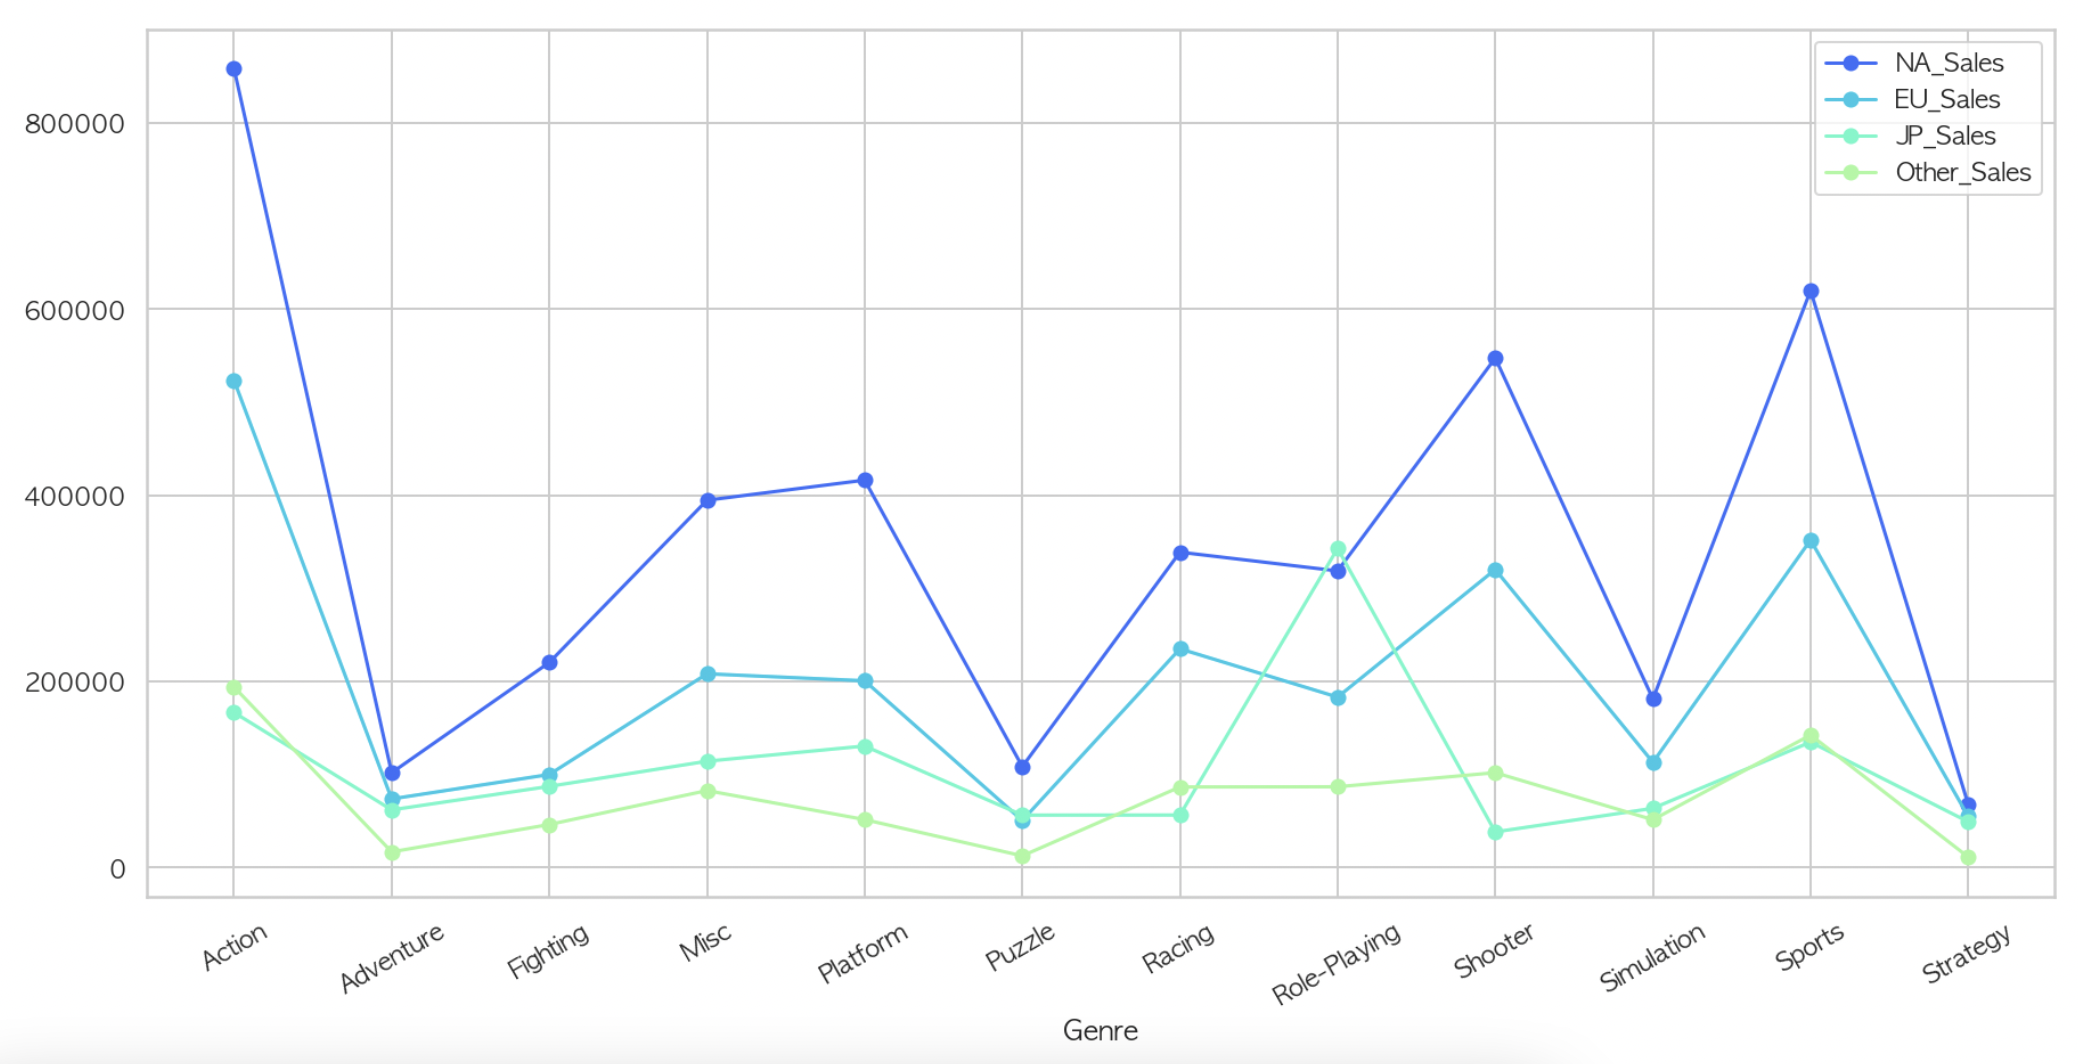 NA_Sales
EU_Sales
JP_Sales
Other_Sales
800000
600000
400000
200000
0
Action
Adventure
Fighting
Misc
Platform
Puzzle
Racing
Role-Playing
Shooter
Simulation
Sports
Strategy
Genre